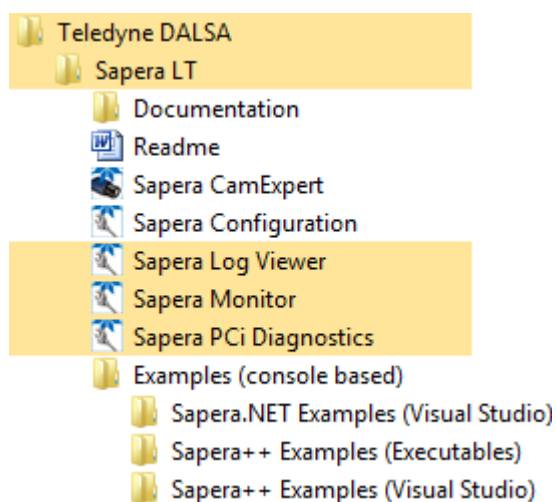 Teledyne DALSA
Sapera LT
Documentation
Readme
Sapera CamExpert
Sapera Configuration
Sapera Log Viewer
Sapera Monitor
Sapera PCi Diagnostics
Examples (console based)
Sapera.NET Examples (Visual Studio)
Sapera++ Examples (Executables)
Sapera++ Examples (Visual Studio)